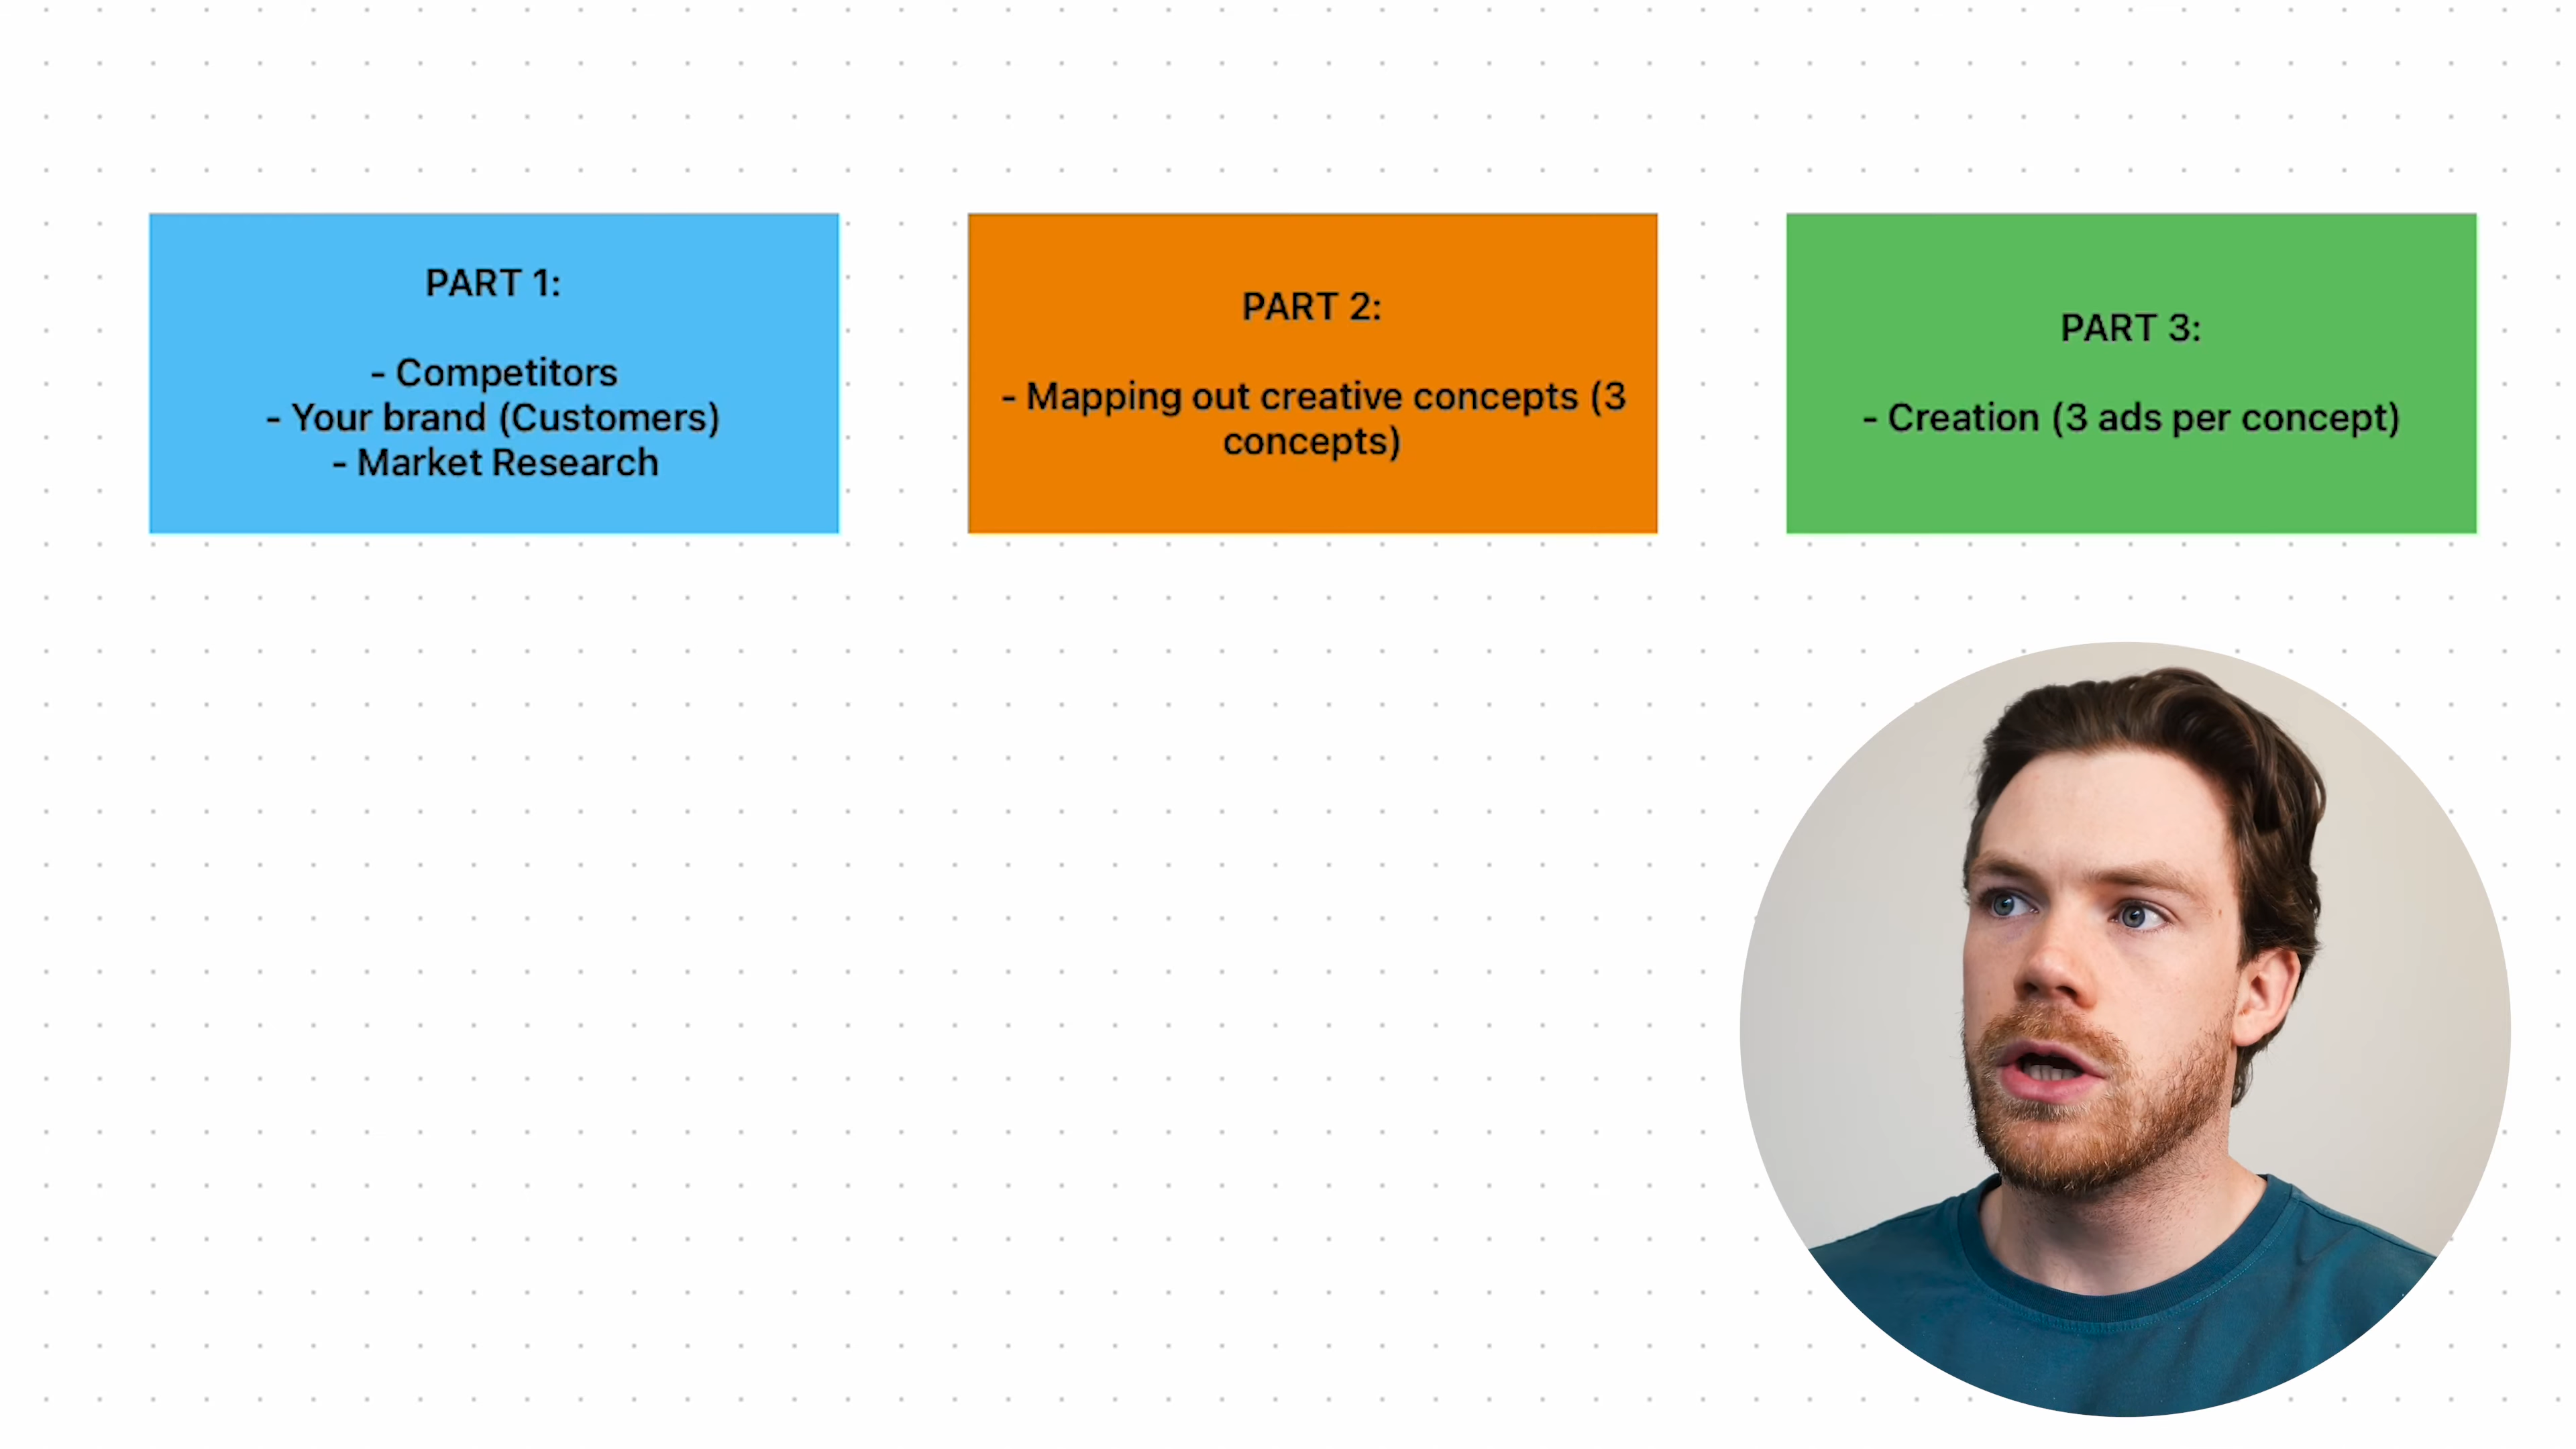 PART 1:
- Competitors
- Your brand (Customers)
- Market Research
PART 2:
- Mapping out creative concepts (3
concepts)
PART 3:
- Creation (3 ads per concept)